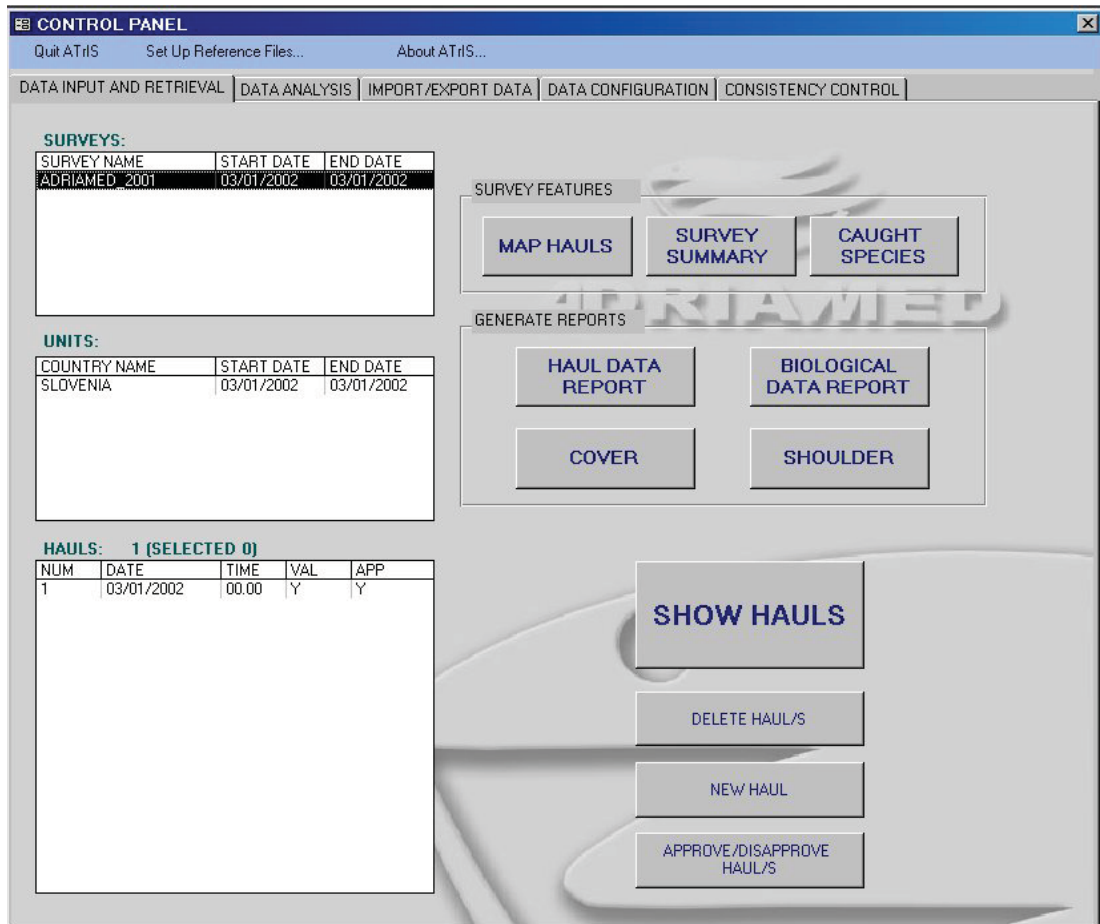 CONTROL PANEL
Quit ATrIS Set Up Reference Files... About ATrIS...
DATA INPUT AND RETRIEVAL DATA ANALYSIS IMPORT/EXPORT DATA DATA CONFIGURATION CONSISTENCY CONTROL
SURVEYS:
SURVEY NAME START DATE END DATE
ADRIAMED_2001 03/01/2002 03/01/2002
SURVEY FEATURES
MAP HAULS
SURVEY
SUMMARY
CAUGHT
SPECIES
ADRIAMED
UNITS:
COUNTRY NAME START DATE END DATE
SLOVENIA 03/01/2002 03/01/2002
GENERATE REPORTS
HAUL DATA
REPORT
BIOLOGICAL
DATA REPORT
COVER
SHOULDER
HAULS: 1 (SELECTED 0)
NUM DATE TIME VAL APP
1 03/01/2002 00.00 Y Y
SHOW HAULS
DELETE HAUL/S
NEW HAUL
APPROVE/DISAPPROVE
HAUL/S